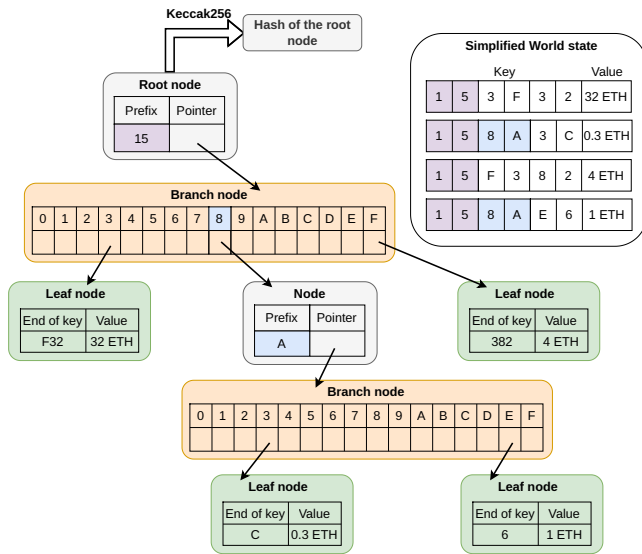 Keccak256
Hash of the root
node
Simplified World state
Key Value
1 5 3 F 3 2 32 ETH
1 5 8 A 3 C 0.3 ETH
1 5 F 3 8 2 4 ETH
1 5 8 A E 6 1 ETH
Root node
Prefix Pointer
15
Branch node
0 1 2 3 4 5 6 7 8 9 A B C D E F
Leaf node
End of key Value
F32 32 ETH
Node
Prefix Pointer
A
Leaf node
End of key Value
382 4 ETH
Branch node
0 1 2 3 4 5 6 7 8 9 A B C D E F
Leaf node
End of key Value
C 0.3 ETH
Leaf node
End of key Value
6 1 ETH